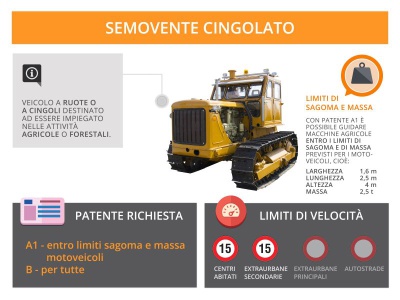 SEMOVENTE CINGOLATO
VEICOLO A RUOTE O
A CINGOLI DESTINATO
AD ESSERE IMPIEGATO
NELLE ATTIVITÀ
AGRICOLE O FORESTALI.
LIMITI DI
SAGOMA E MASSA
CON PATENTE A1 È
POSSIBILE GUIDARE
MACCHINE AGRICOLE
ENTRO I LIMITI DI
SAGOMA E DI MASSA
PREVISTI PER I MOTO-
VEICOLI, CIOÈ:
LARGHEZZA 1,6 m
LUNGHEZZA 2,5 m
ALTEZZA 4 m
MASSA 2,5 t
PATENTE RICHIESTA
A1 - entro limiti sagoma e massa
motoveicoli
B - per tutte
LIMITI DI VELOCITÀ
15 15
CENTRI ABITATI
EXTRAURBANE SECONDARIE
EXTRAURBANE PRINCIPALI
AUTOSTRADE